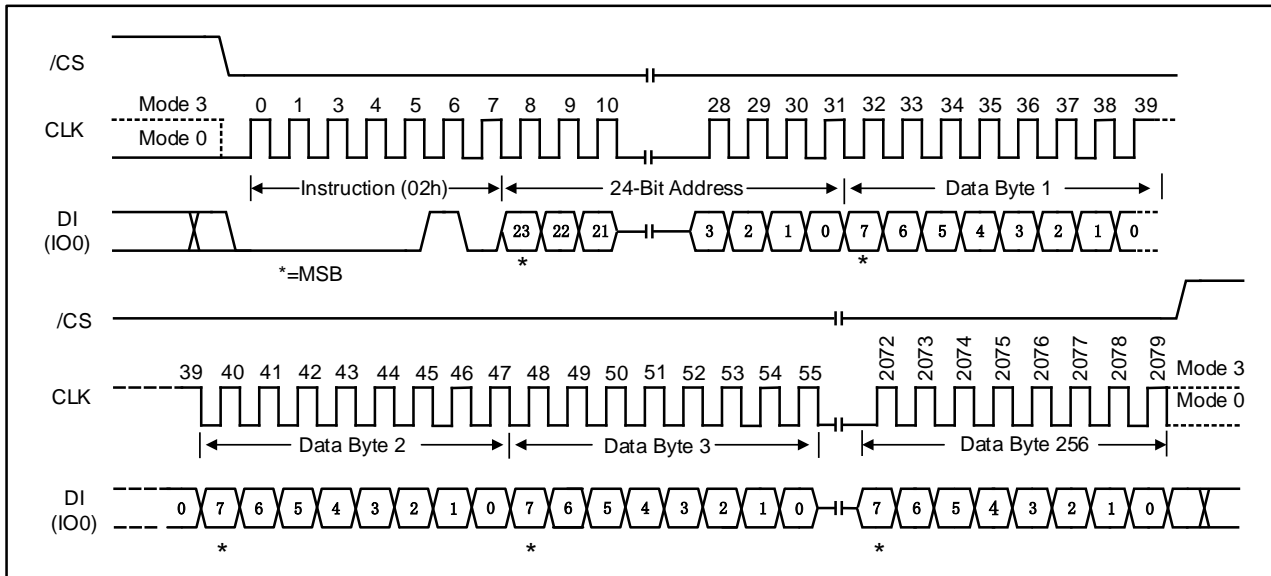 /CS
Mode 3 0 1 3 4 5 6 7 8 9 10 28 29 30 31 32 33 34 35 36 37 38 39
CLK
Mode 0
Instruction (02h) 24-Bit Address Data Byte 1
DI
(IO0) 23 22 21 3 2 1 0 7 6 5 4 3 2 1 0
* *
*=MSB
/CS
39 40 41 42 43 44 45 46 47 48 49 50 51 52 53 54 55 2072 2073 2074 2075 2076 2077 2078 2079 Mode 3
CLK Mode 0
Data Byte 2 Data Byte 3 Data Byte 256
DI
(IO0) 0 7 6 5 4 3 2 1 0 7 6 5 4 3 2 1 0 7 6 5 4 3 2 1 0
* * *